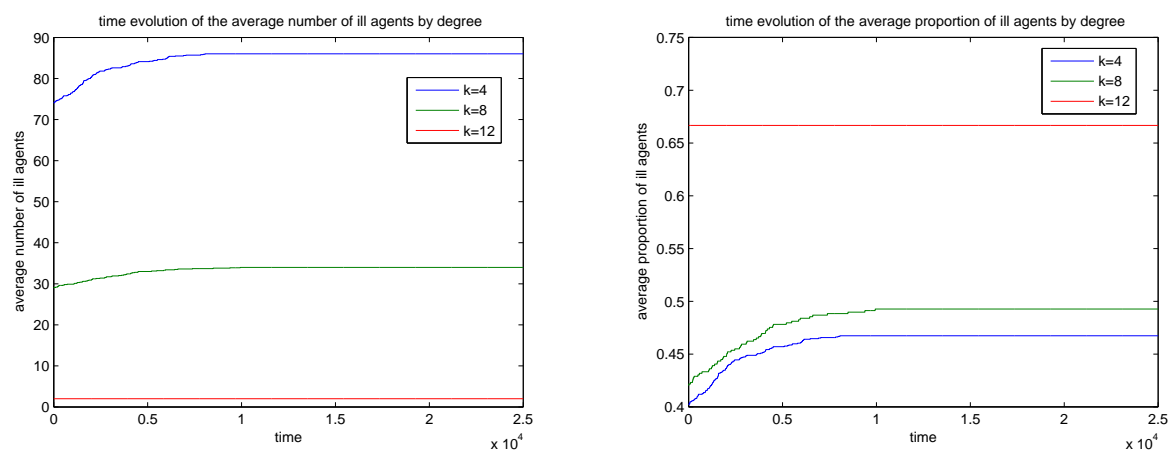 time evolution of the average number of ill agents by degree
90
80
70
60
50
40
30
20
10
0
average number of ill agents
k=4
k=8
k=12
0
0.5
1
1.5
2
2.5
time
x 10^4
time evolution of the average proportion of ill agents by degree
0.75
0.7
0.65
0.6
0.55
0.5
0.45
0.4
average proportion of ill agents
k=4
k=8
k=12
0
0.5
1
1.5
2
2.5
time
x 10^4